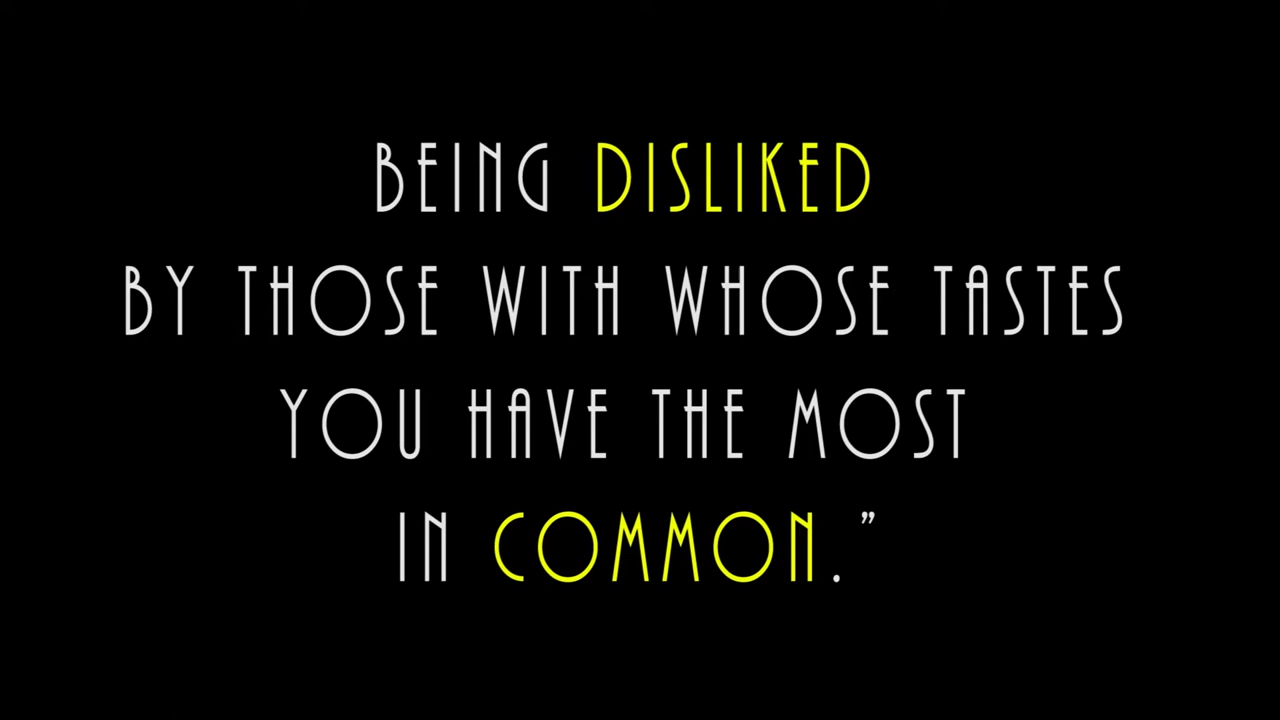 BEING DISLIKED
BY THOSE WITH WHOSE TASTES
YOU HAVE THE MOST
IN COMMON.”